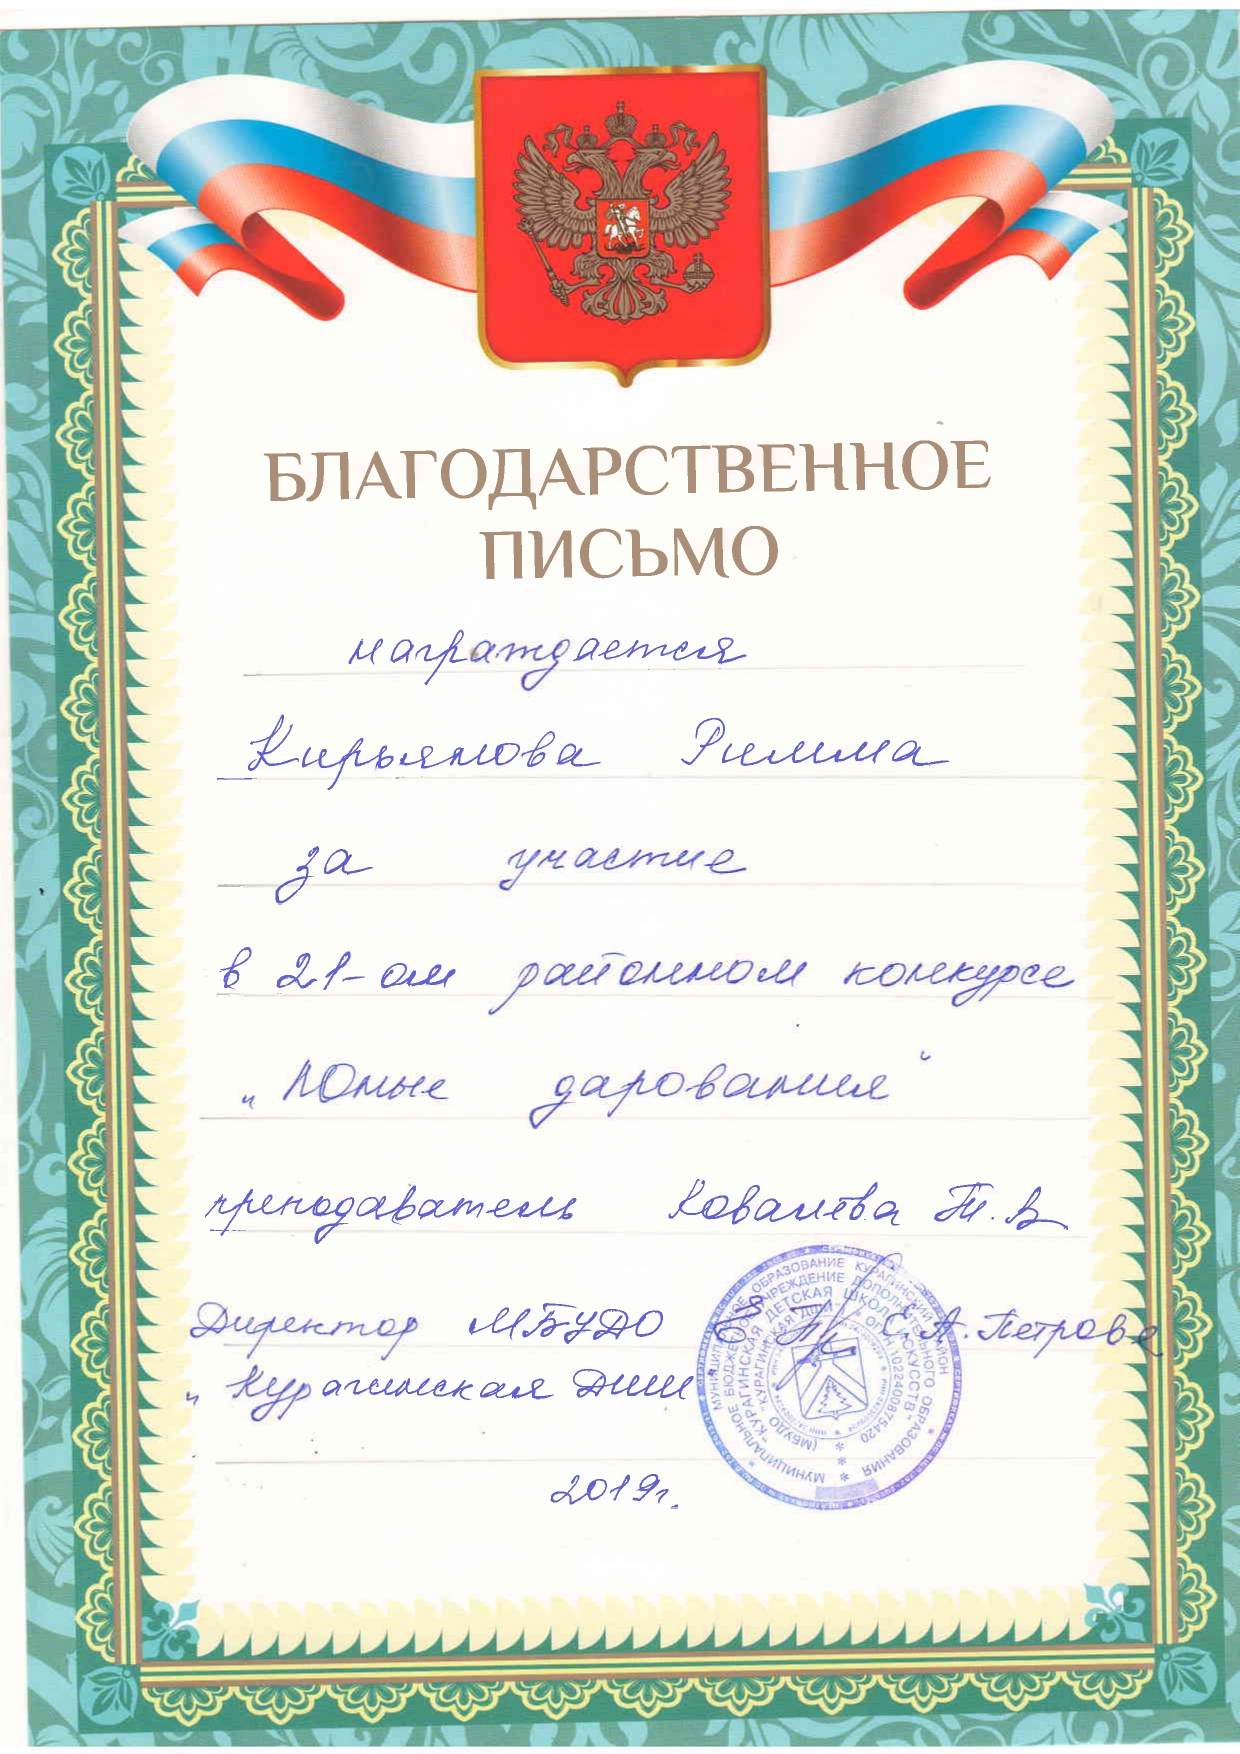 БЛАГОДАРСТВЕННОЕ
ПИСЬМО
награждается
Кирьянова Римма
за участие
в 21-ом районном конкурсе
„Юные дарования"
преподаватель Ковалева Т.В
Директор МБУДО С.А. Петрова
„Курагинская ДШИ"
2019г.
МУНИЦИПАЛЬНОЕ ОБРАЗОВАНИЕ КУРАГИНСКИЙ РАЙОН
МУНИЦИПАЛЬНОЕ БЮДЖЕТНОЕ УЧРЕЖДЕНИЕ ДОПОЛНИТЕЛЬНОГО ОБРАЗОВАНИЯ
"КУРАГИНСКАЯ ДЕТСКАЯ ШКОЛА ИСКУССТВ"
(МБУДО "КУРАГИНСКАЯ ДШИ") ОГРН 1022400875420